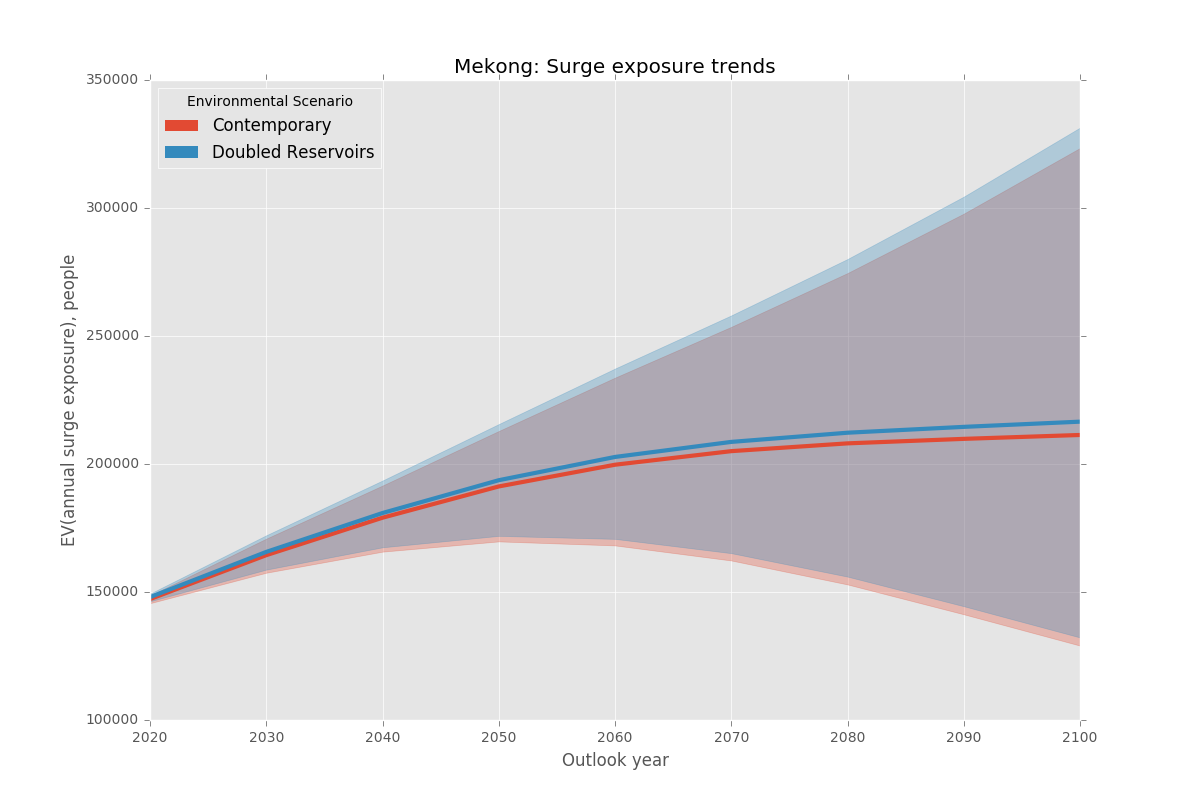 Mekong: Surge exposure trends
350000
Environmental Scenario
Contemporary
Doubled Reservoirs
300000
250000
200000
150000
100000
EV(annual surge exposure), people
2020 2030 2040 2050 2060 2070 2080 2090 2100
Outlook year